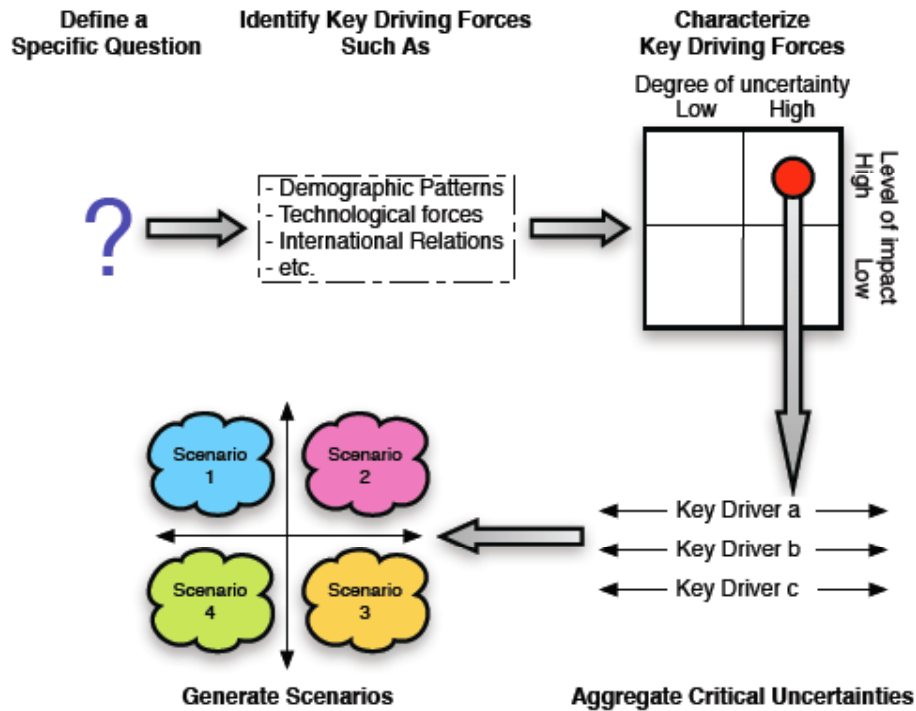 Define a
Specific Question
Identify Key Driving Forces
Such As
Characterize
Key Driving Forces
Degree of uncertainty
Low High
Level of impact
High Low
?
- Demographic Patterns
- Technological forces
- International Relations
- etc.
Scenario
1
Scenario
2
Scenario
4
Scenario
3
Key Driver a
Key Driver b
Key Driver c
Generate Scenarios
Aggregate Critical Uncertainties